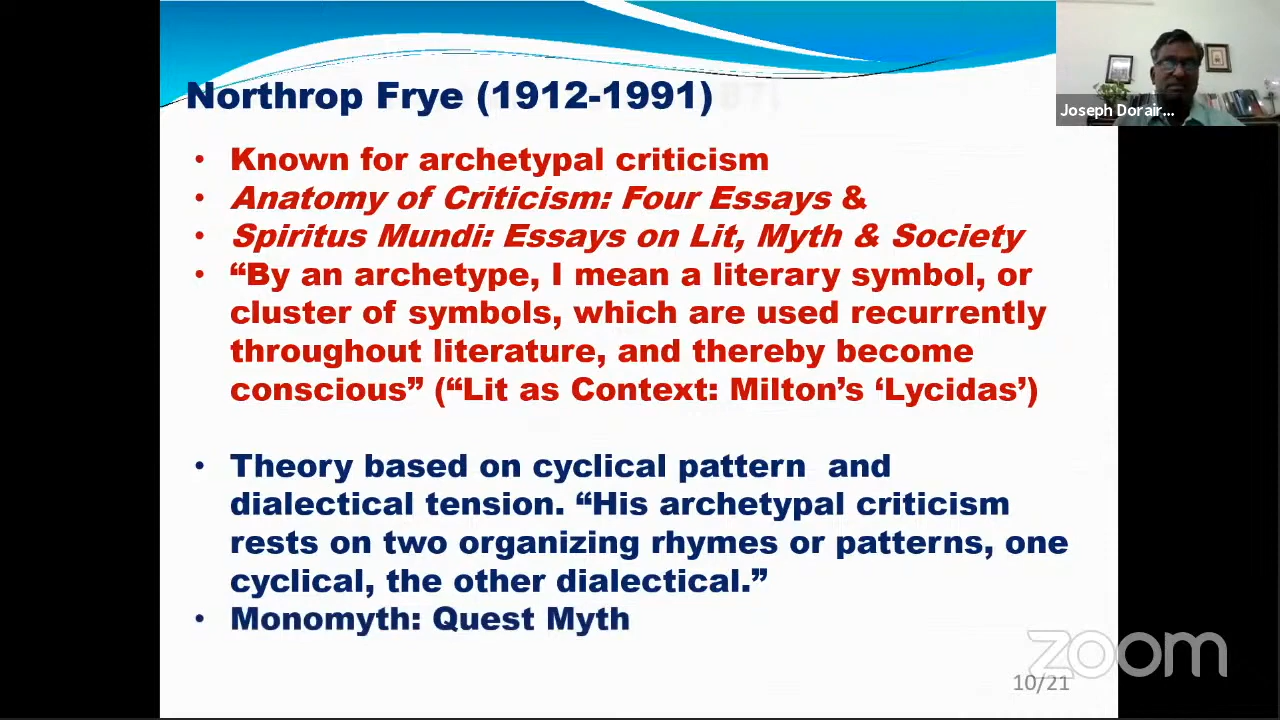 Northrop Frye (1912-1991)
Joseph Dorair...
• Known for archetypal criticism
• Anatomy of Criticism: Four Essays &
• Spiritus Mundi: Essays on Lit, Myth & Society
• “By an archetype, I mean a literary symbol, or
cluster of symbols, which are used recurrently
throughout literature, and thereby become
conscious” (“Lit as Context: Milton’s ‘Lycidas’)
• Theory based on cyclical pattern and
dialectical tension. “His archetypal criticism
rests on two organizing rhymes or patterns, one
cyclical, the other dialectical.”
• Monomyth: Quest Myth
zoom
10/21